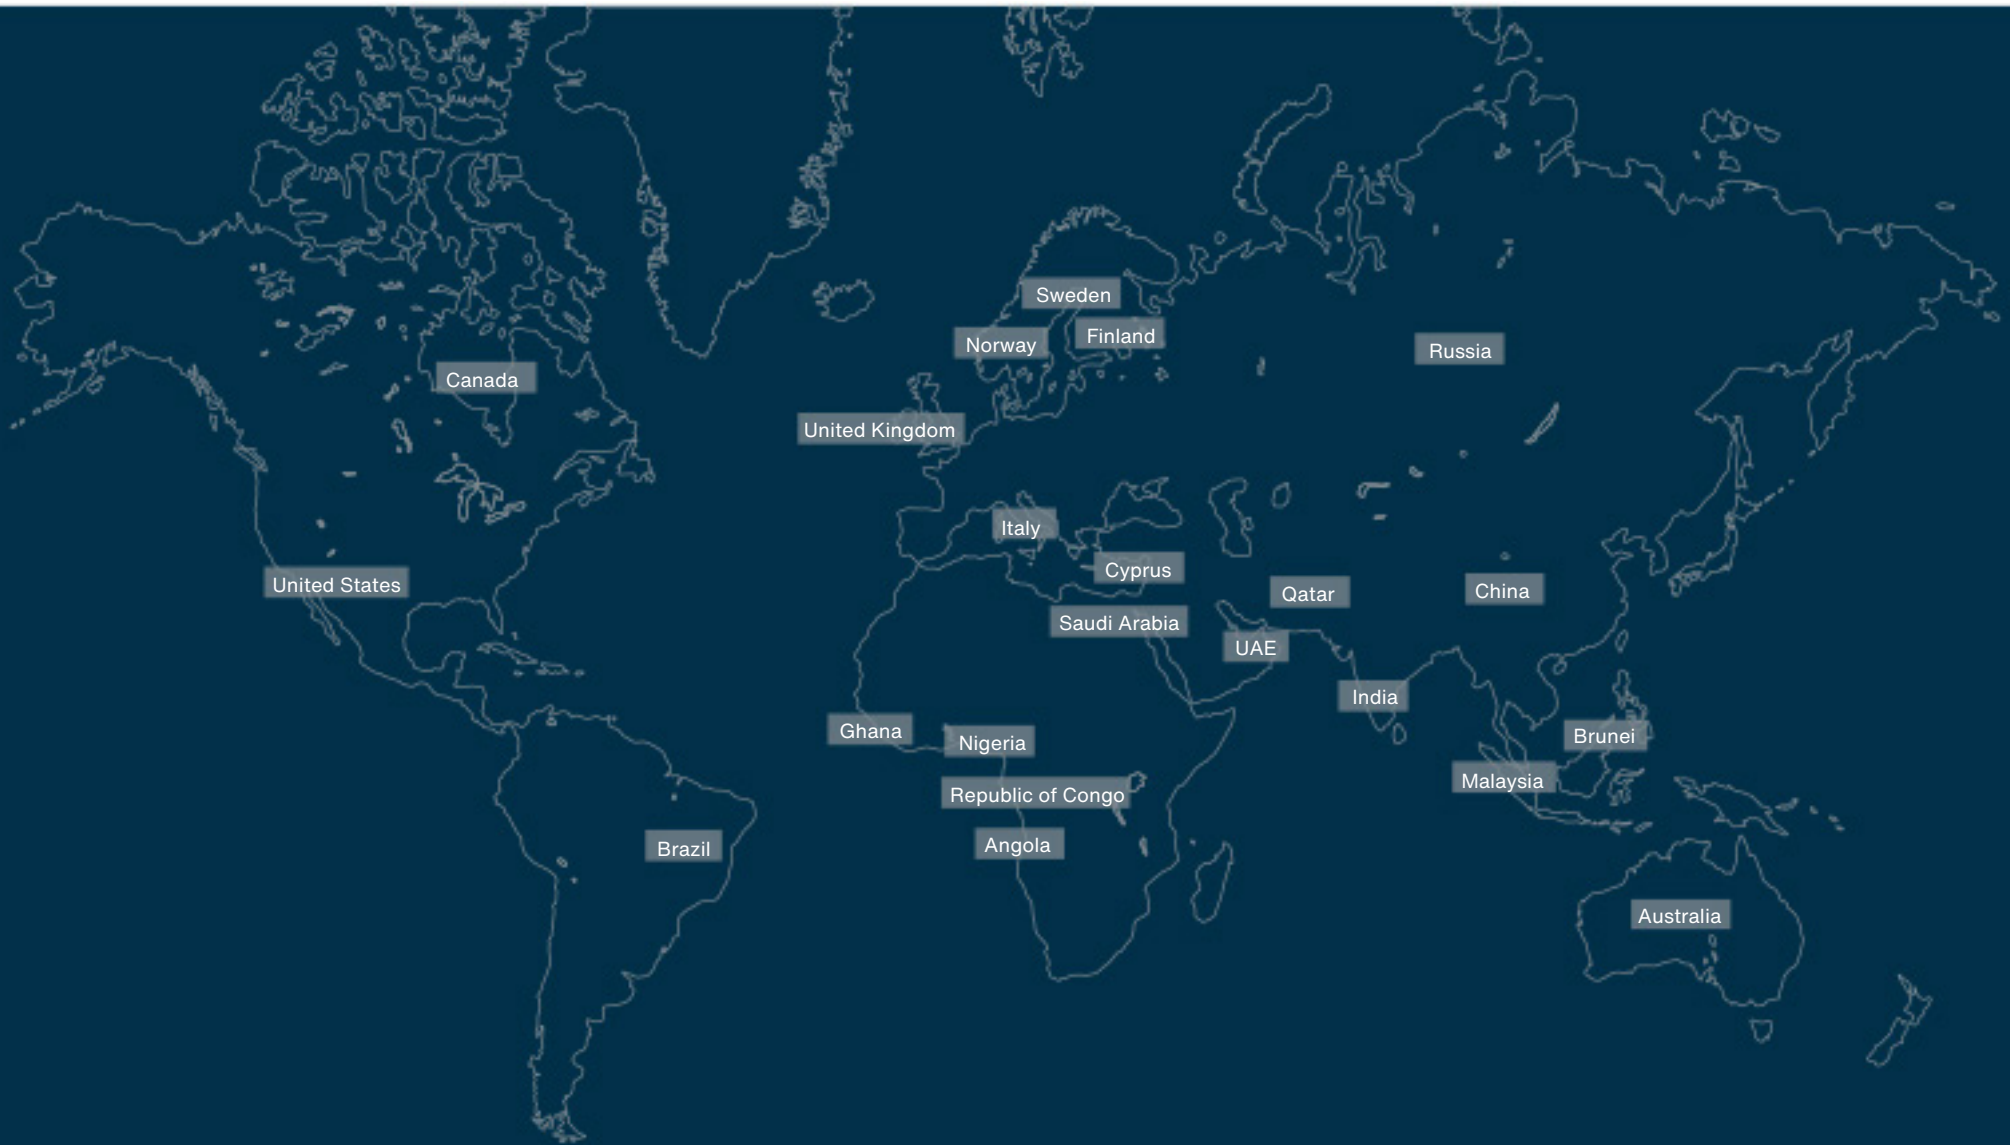 Sweden
Finland
Norway
Russia
Canada
United Kingdom
Italy
Cyprus
United States
Qatar
China
Saudi Arabia
UAE
India
Ghana
Nigeria
Brunei
Malaysia
Republic of Congo
Angola
Brazil
Australia